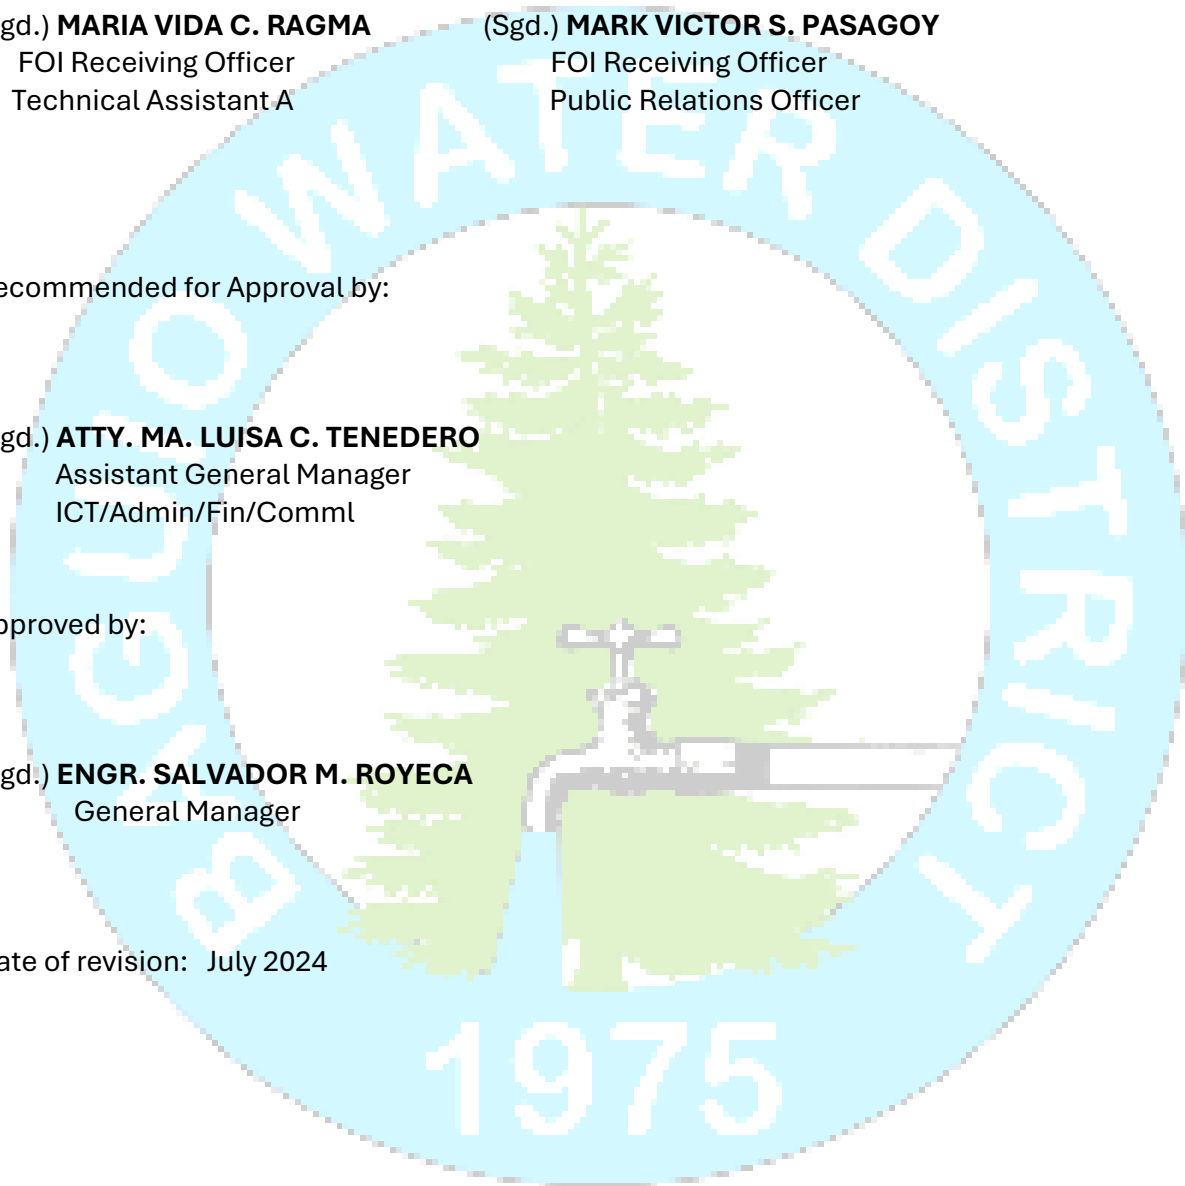 gd.) MARIA VIDA C. RAGMA (Sgd.) MARK VICTOR S. PASAGOY
FOI Receiving Officer FOI Receiving Officer
Technical Assistant A Public Relations Officer
ecommended for Approval by:
gd.) ATTY. MA. LUISA C. TENEDERO
Assistant General Manager
ICT/Admin/Fin/Comml
pproved by:
gd.) ENGR. SALVADOR M. ROYECA
General Manager
ate of revision: July 2024
BAGUIO WATER DISTRICT
1975